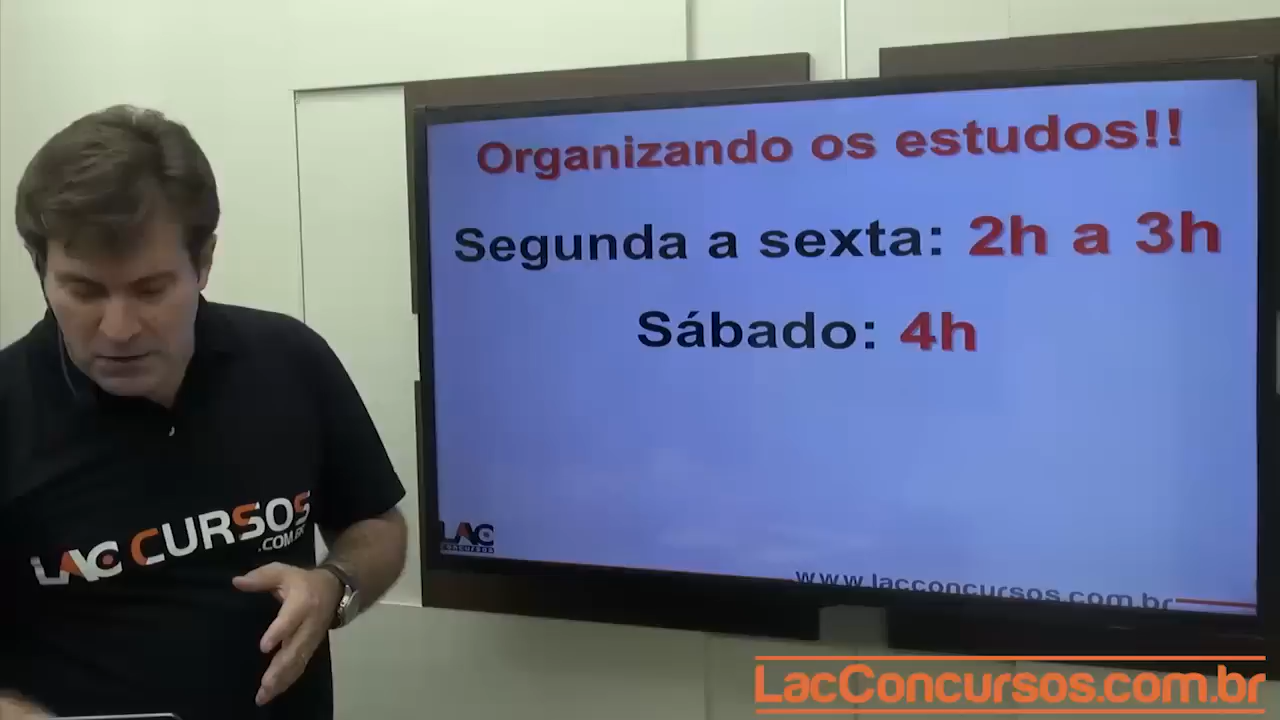 Organizando os estudos!!
Segunda a sexta: 2h a 3h
Sábado: 4h
LAC CURSOS
.COM.BR
LAC
CONCURSOS
www.lacconcursos.com.br
LacConcursos.com.br